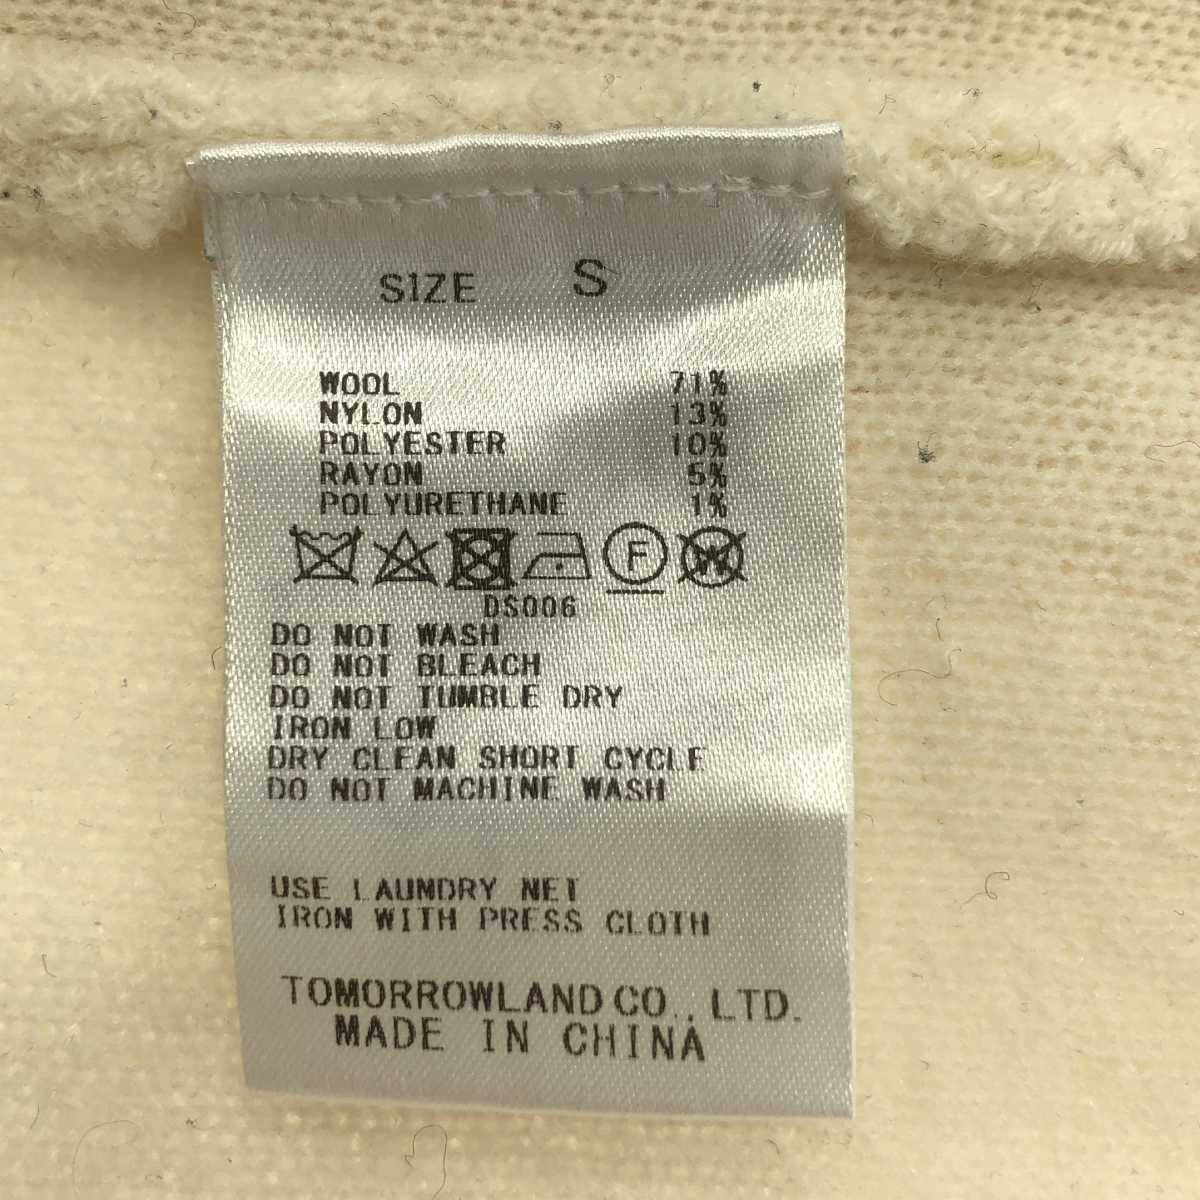 SIZE S
WOOL 71%
NYLON 13%
POLYESTER 10%
RAYON 5%
POLYURETHANE 1%
F W
DS006
DO NOT WASH
DO NOT BLEACH
DO NOT TUMBLE DRY
IRON LOW
DRY CLEAN SHORT CYCLE
DO NOT MACHINE WASH
USE LAUNDRY NET
IRON WITH PRESS CLOTH
TOMORROWLAND CO., LTD.
MADE IN CHINA